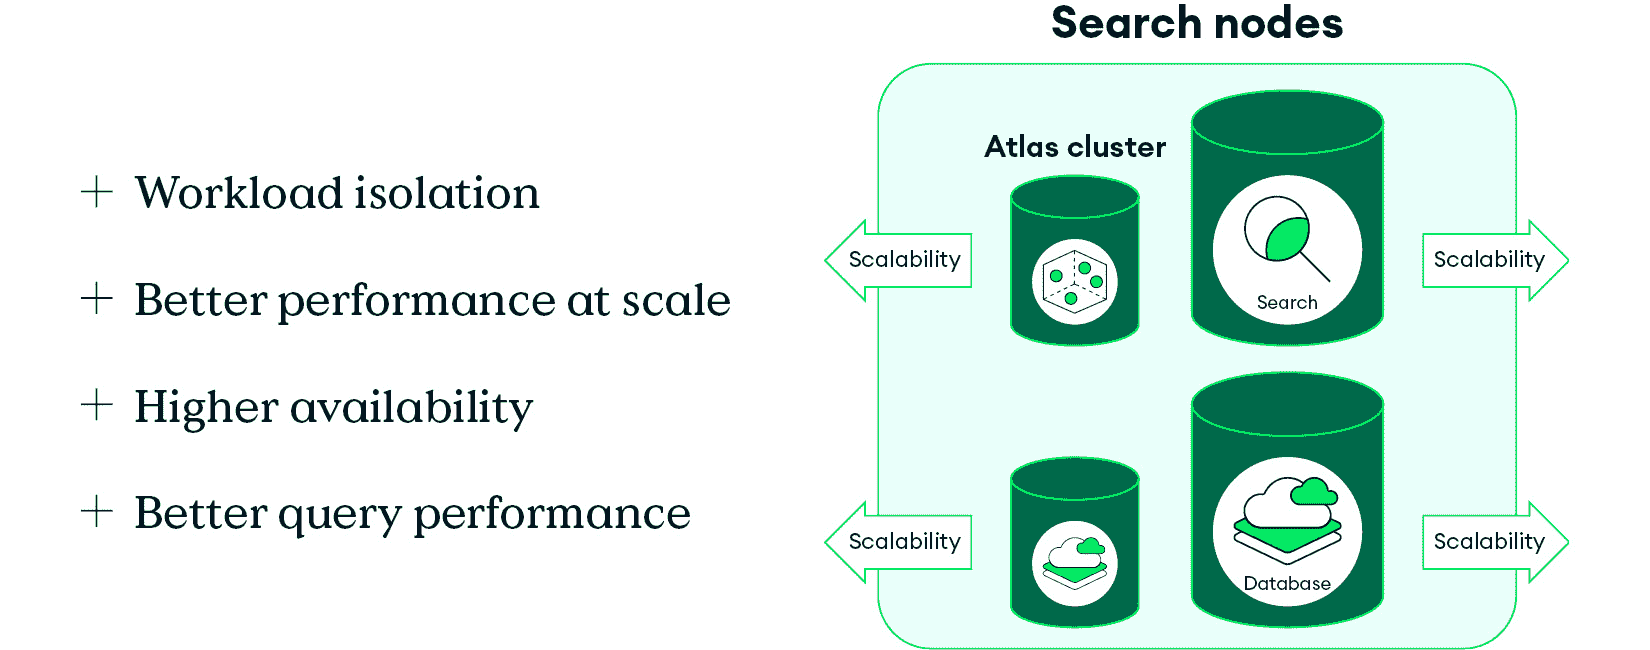 Search nodes
+ Workload isolation
+ Better performance at scale
+ Higher availability
+ Better query performance
Atlas cluster
Scalability
Search
Scalability
Scalability
Database
Scalability